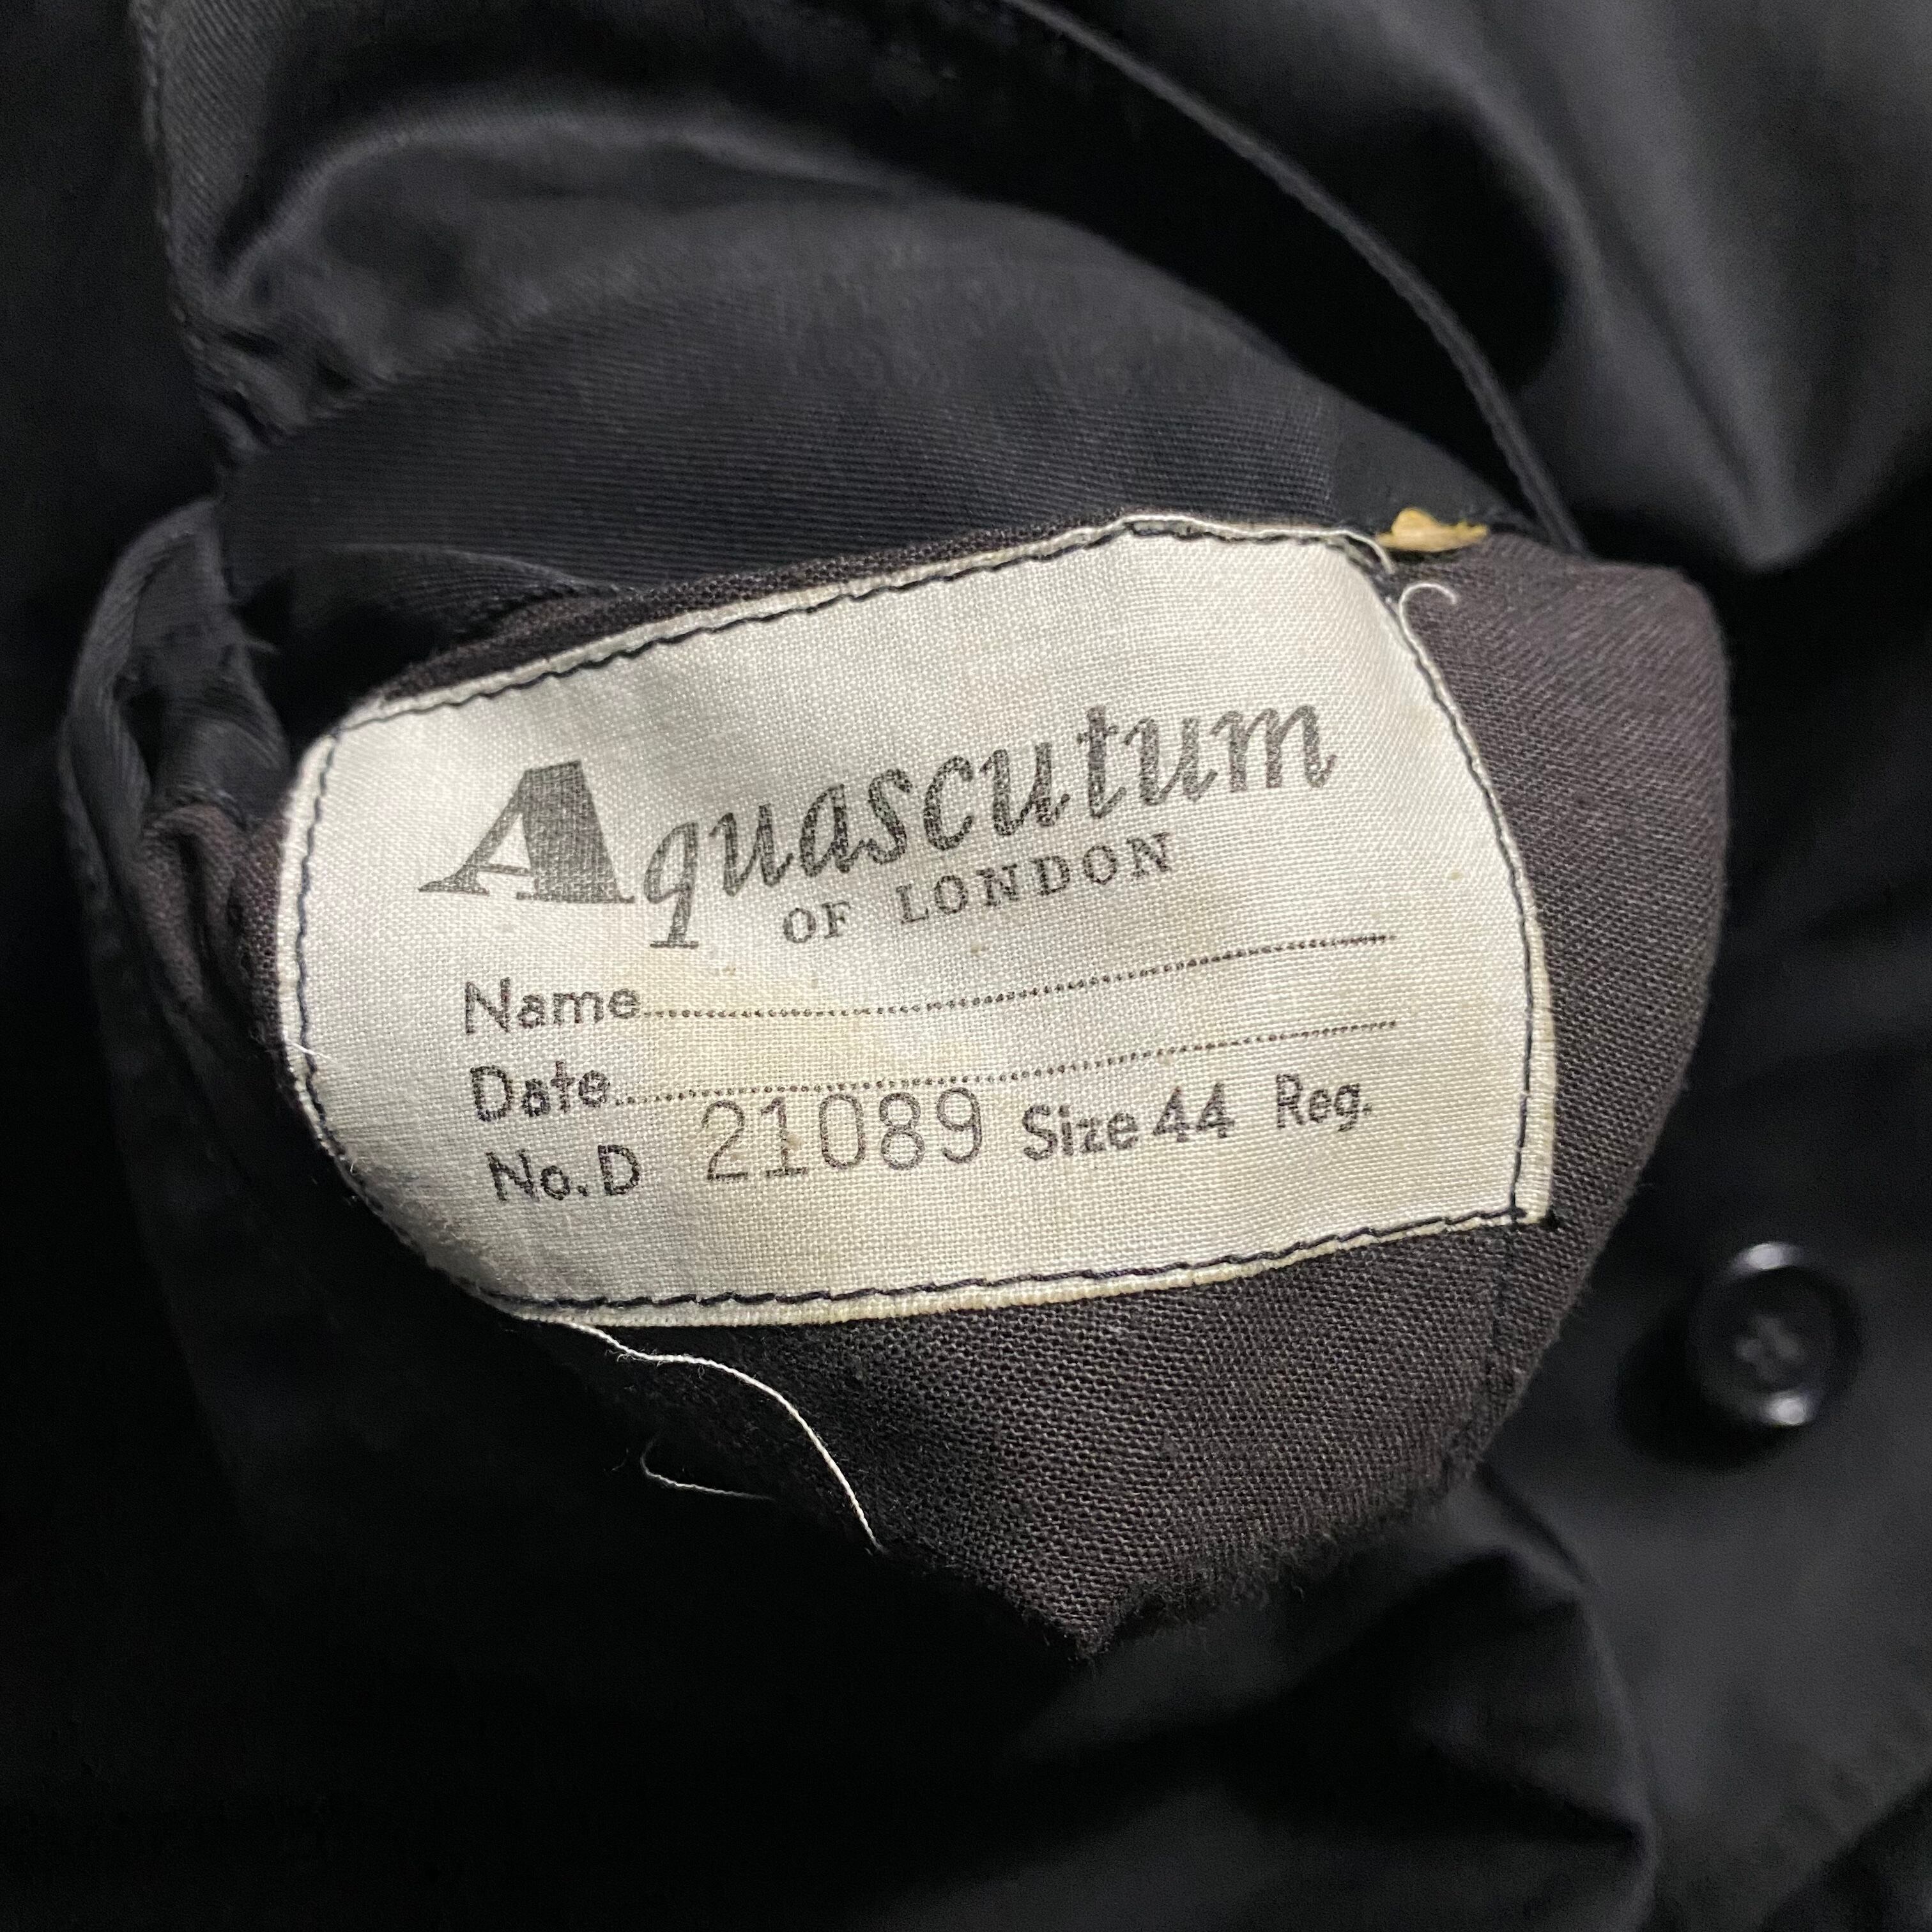 Aquascutum
OF LONDON
Name
Date
No. D 21089 Size 44 Reg.